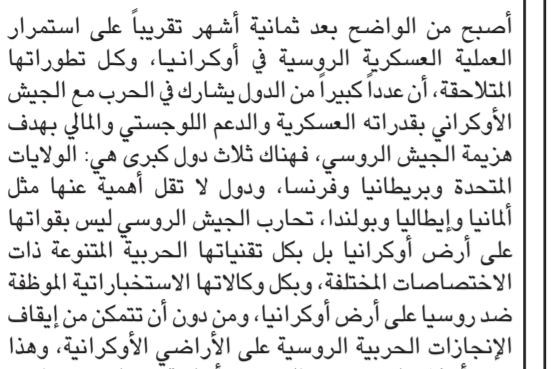 أصبح من الواضح بعد ثمانية أشهر تقريباً على استمرار
العملية العسكرية الروسية في أوكرانيا، وكل تطوراتها
المتلاحقة، أن عدداً كبيراً من الدول يشارك في الحرب مع الجيش
الأوكراني بقدراته العسكرية والدعم اللوجستي والمالي بهدف
هزيمة الجيش الروسي، فهناك ثلاث دول كبرى هي: الولايات
المتحدة وبريطانيا وفرنسا، ودول لا تقل أهمية عنها مثل
ألمانيا وإيطاليا وبولندا، تحارب الجيش الروسي ليس بقواتها
على أرض أوكرانيا بل بكل تقنياتها الحربية المتنوعة ذات
الاختصاصات المختلفة، وبكل وكالاتها الاستخباراتية الموظفة
ضد روسيا على أرض أوكرانيا، ومن دون أن تتمكن من إيقاف
الإنجازات الحربية الروسية على الأراضي الأوكرانية، وهذا